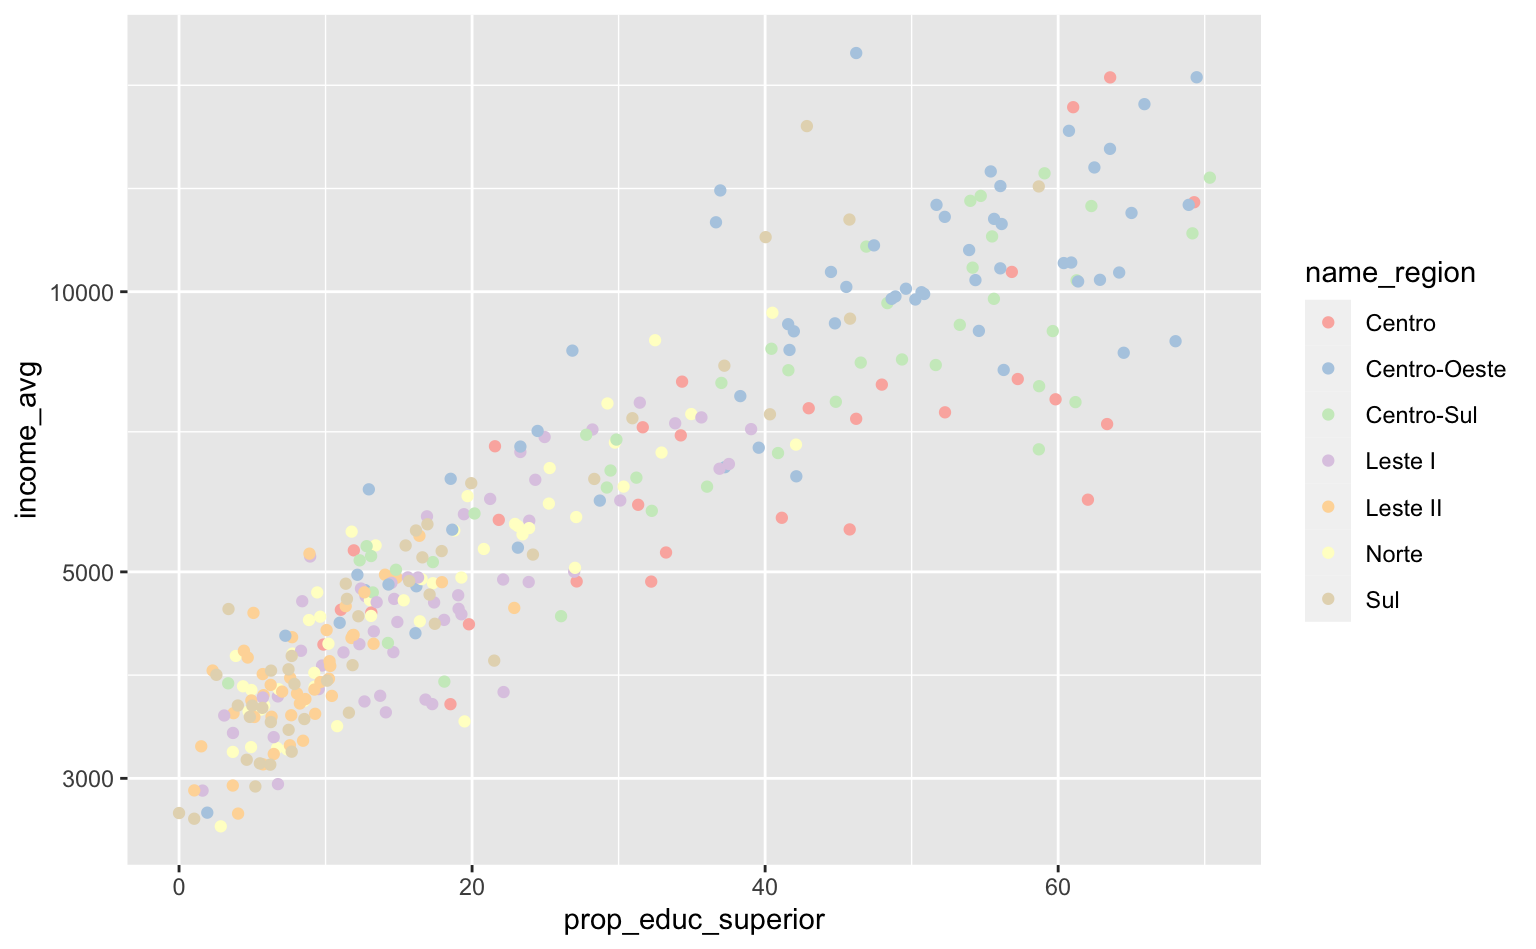 income_avg
10000
5000
3000
0
20
40
60
prop_educ_superior
name_region
Centro
Centro-Oeste
Centro-Sul
Leste I
Leste II
Norte
Sul